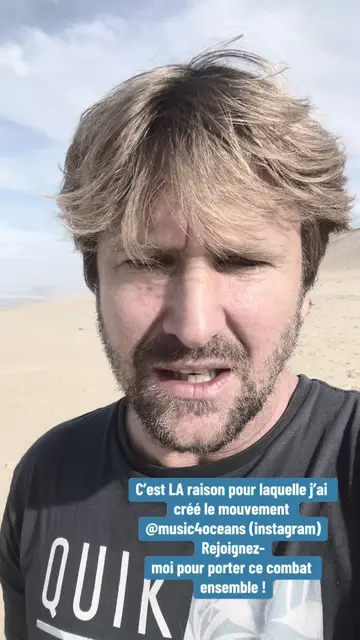 C'est LA raison pour laquelle j'ai
créé le mouvement
@music4oceans (instagram)
Rejoignez-
moi pour porter ce combat
ensemble !
QUIK